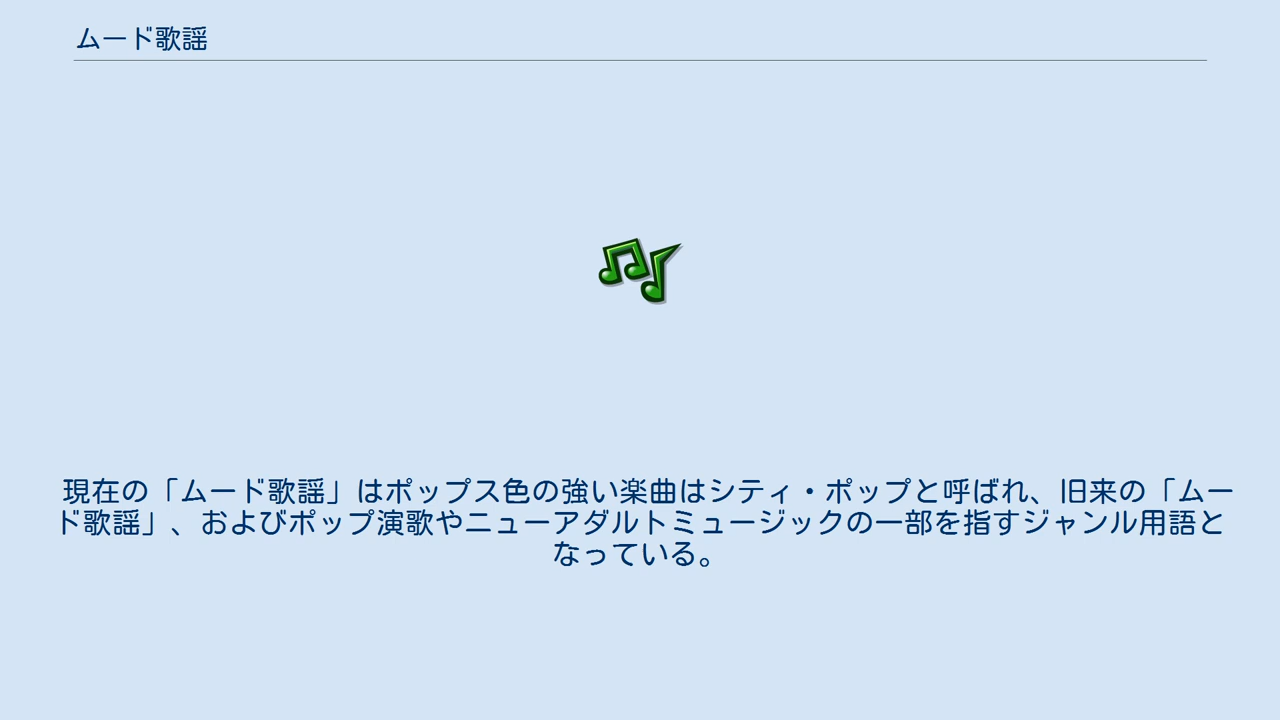 ムード歌謡
現在の「ムード歌謡」はポップス色の強い楽曲はシティ・ポップと呼ばれ、旧来の「ムー
ド歌謡」、およびポップ演歌やニューアダルトミュージックの一部を指すジャンル用語と
なっている。